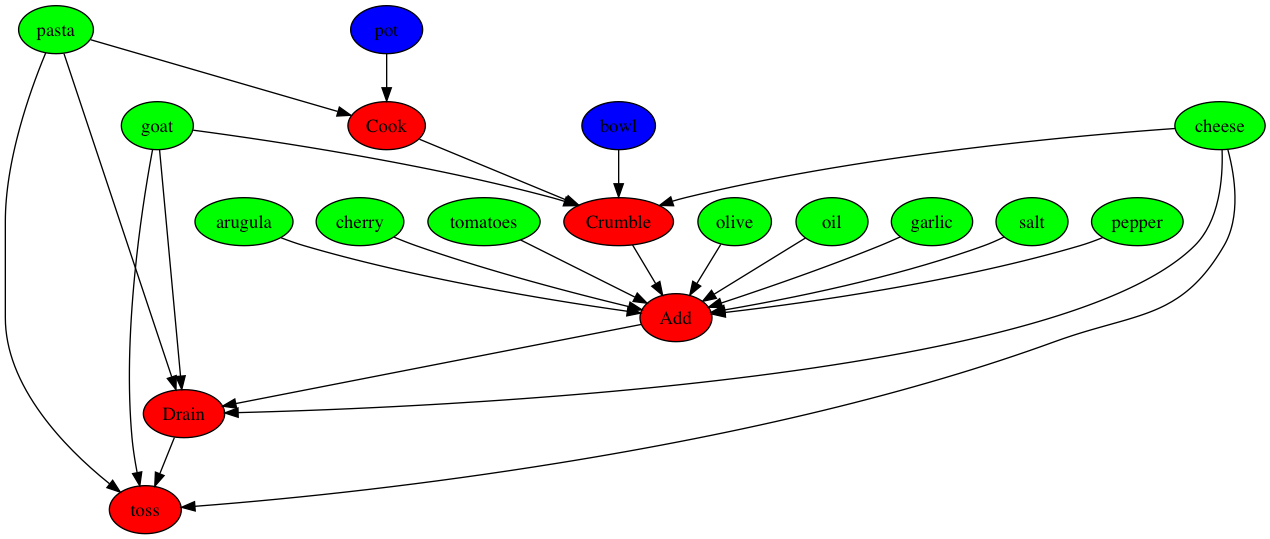 pasta
pot
goat
Cook
bowl
cheese
arugula
cherry
tomatoes
Crumble
olive
oil
garlic
salt
pepper
Add
Drain
toss